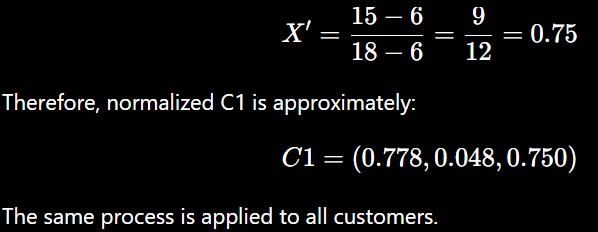 X′ = (15 − 6)/(18 − 6) = 9/12 = 0.75
Therefore, normalized C1 is approximately:
C1 = (0.778, 0.048, 0.750)
The same process is applied to all customers.